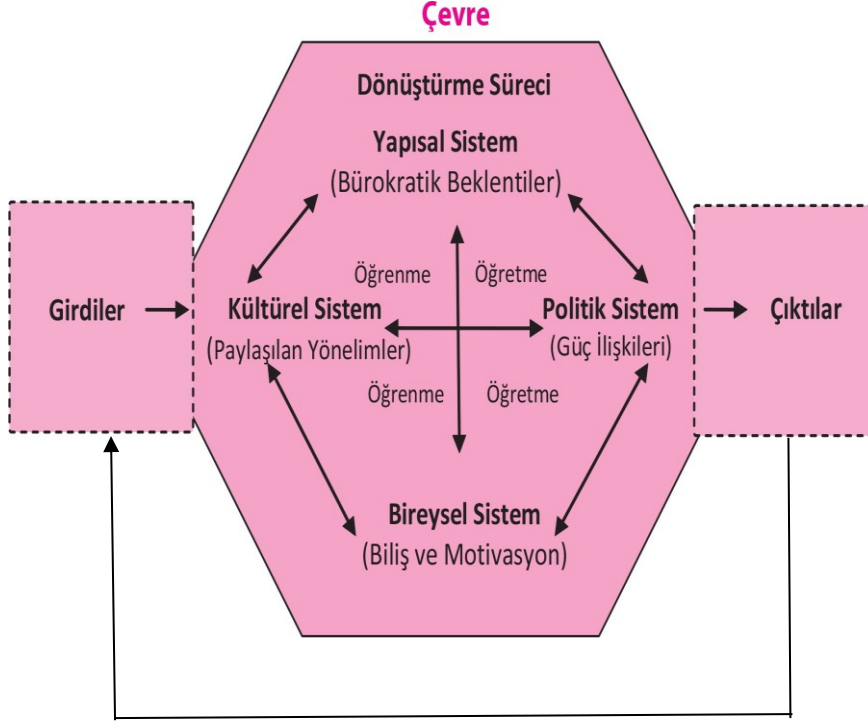 Çevre
Dönüştürme Süreci
Yapısal Sistem
(Bürokratik Beklentiler)
Öğrenme Öğretme
Girdiler
Kültürel Sistem
(Paylaşılan Yönelimler)
Politik Sistem
(Güç İlişkileri)
Çıktılar
Öğrenme Öğretme
Bireysel Sistem
(Biliş ve Motivasyon)